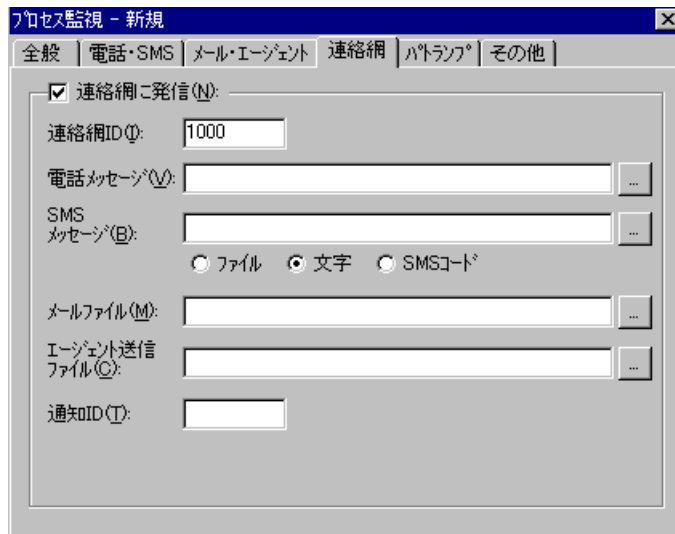 プロセス監視 - 新規
全般 電話・SMS メール・エージェント 連絡網 パトランプ その他
連絡網に発信(N):
連絡網ID(I): 1000
電話メッセージ(V): ...
SMS
メッセージ(B): ...
ファイル 文字 SMSコード
メールファイル(M): ...
エージェント送信
ファイル(C): ...
通知ID(T):